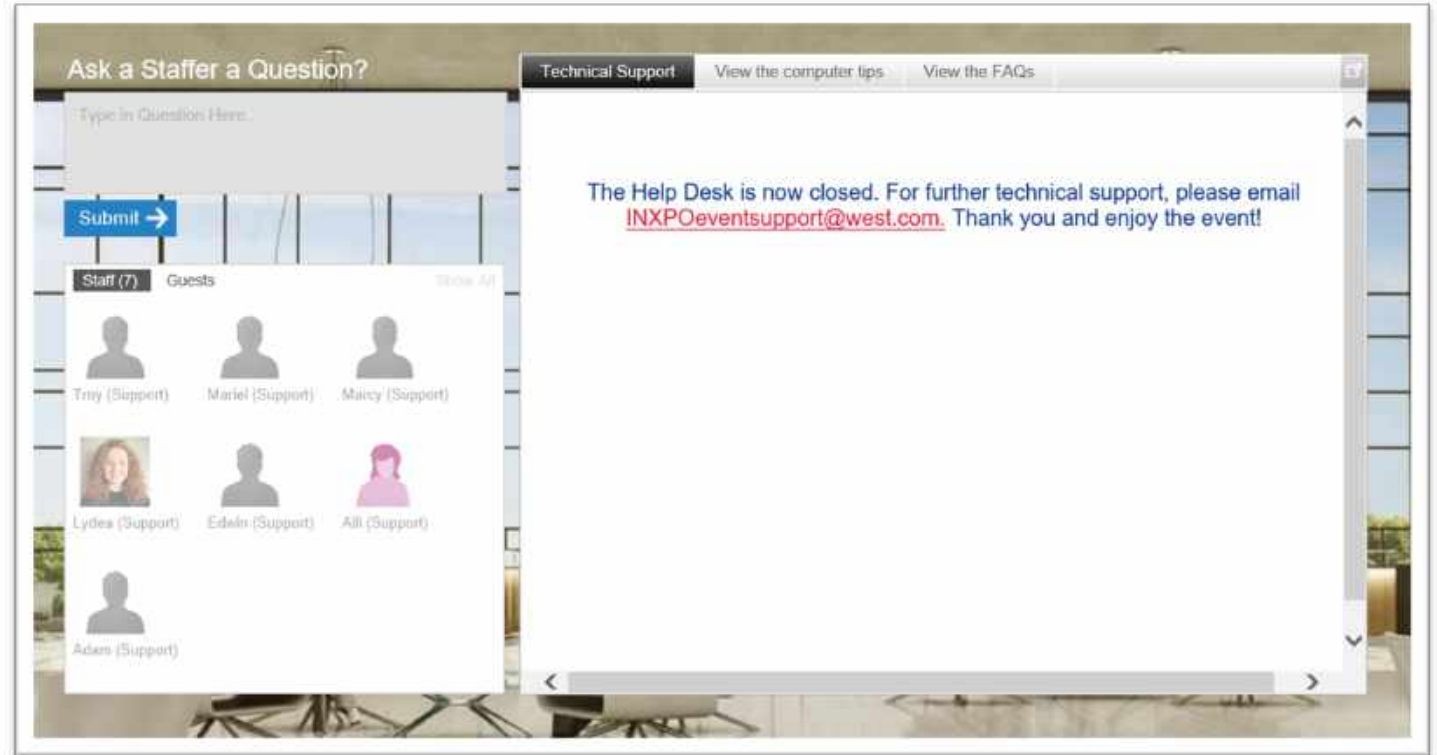 Ask a Staffer a Question?
Type in Question Here..
Submit
Staff (7) Guests Show All
Troy (Support) Mariel (Support) Marcy (Support)
Lydea (Support) Edwin (Support) Alli (Support)
Adam (Support)
Technical Support View the computer tips View the FAQs
The Help Desk is now closed. For further technical support, please email
INXPOeventsupport@west.com. Thank you and enjoy the event!